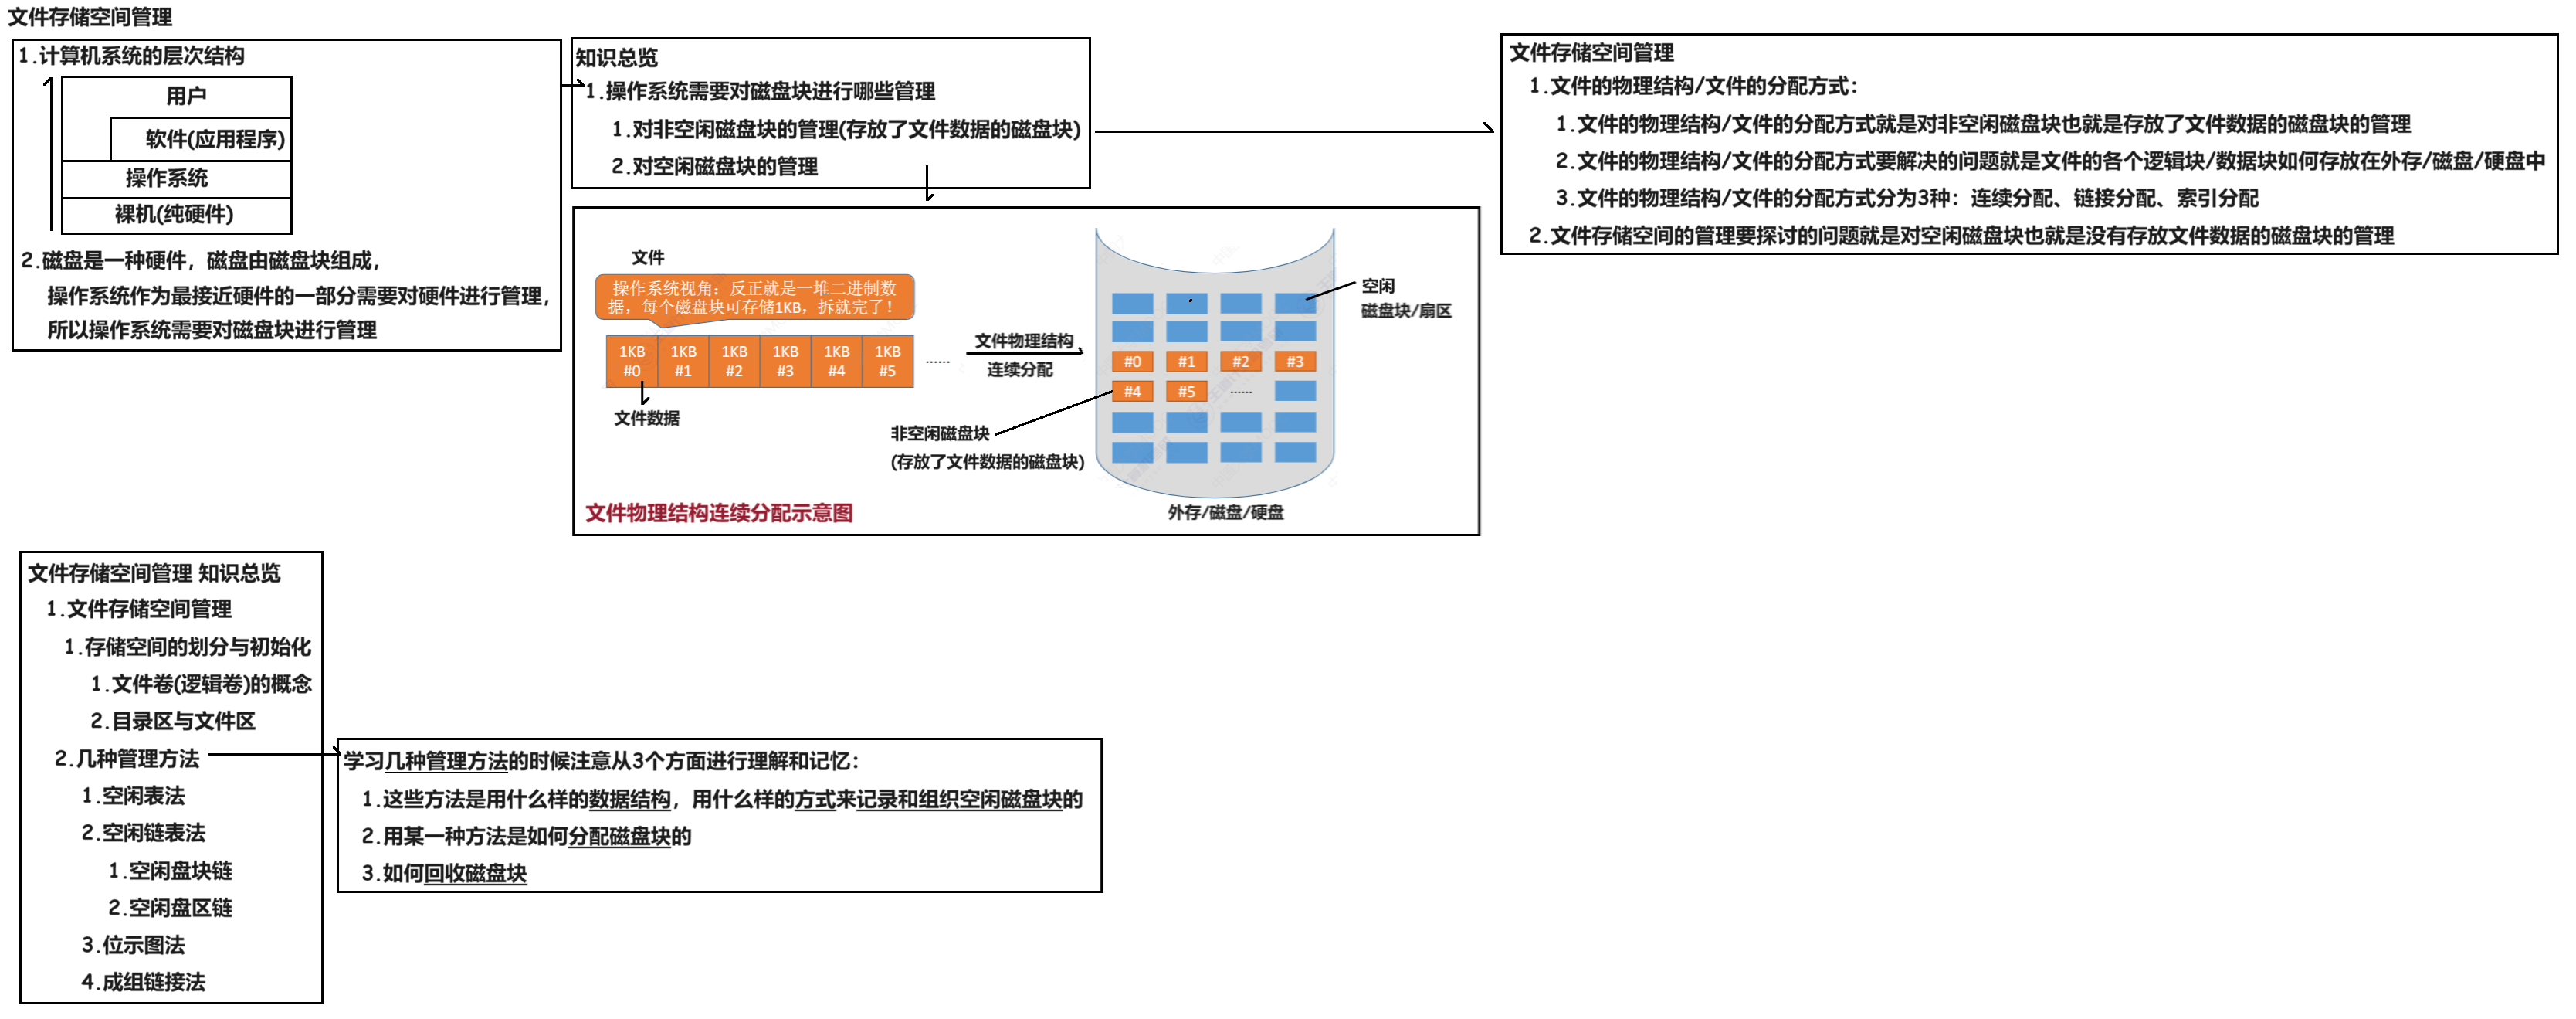 文件存储空间管理
1.计算机系统的层次结构
用户
软件(应用程序)
操作系统
裸机(纯硬件)
2.磁盘是一种硬件，磁盘由磁盘块组成，
操作系统作为最接近硬件的一部分需要对硬件进行管理，
所以操作系统需要对磁盘块进行管理
知识总览
1.操作系统需要对磁盘块进行哪些管理
1.对非空闲磁盘块的管理(存放了文件数据的磁盘块)
2.对空闲磁盘块的管理
文件存储空间管理
1.文件的物理结构/文件的分配方式：
1.文件的物理结构/文件的分配方式就是对非空闲磁盘块也就是存放了文件数据的磁盘块的管理
2.文件的物理结构/文件的分配方式要解决的问题就是文件的各个逻辑块/数据块如何存放在外存/磁盘/硬盘中
3.文件的物理结构/文件的分配方式分为3种：连续分配、链接分配、索引分配
2.文件存储空间的管理要探讨的问题就是对空闲磁盘块也就是没有存放文件数据的磁盘块的管理
文件
操作系统视角：反正就是一堆二进制数
据，每个磁盘块可存储1KB，拆就完了！
1KB 1KB 1KB 1KB 1KB 1KB
#0 #1 #2 #3 #4 #5 ······
文件数据
文件物理结构
连续分配
空闲
磁盘块/扇区
#0 #1 #2 #3
#4 #5 ······
非空闲磁盘块
(存放了文件数据的磁盘块)
文件物理结构连续分配示意图
外存/磁盘/硬盘
文件存储空间管理 知识总览
1.文件存储空间管理
1.存储空间的划分与初始化
1.文件卷(逻辑卷)的概念
2.目录区与文件区
2.几种管理方法
1.空闲表法
2.空闲链表法
1.空闲盘块链
2.空闲盘区链
3.位示图法
4.成组链接法
学习几种管理方法的时候注意从3个方面进行理解和记忆：
1.这些方法是用什么样的数据结构，用什么样的方式来记录和组织空闲磁盘块的
2.用某一种方法是如何分配磁盘块的
3.如何回收磁盘块